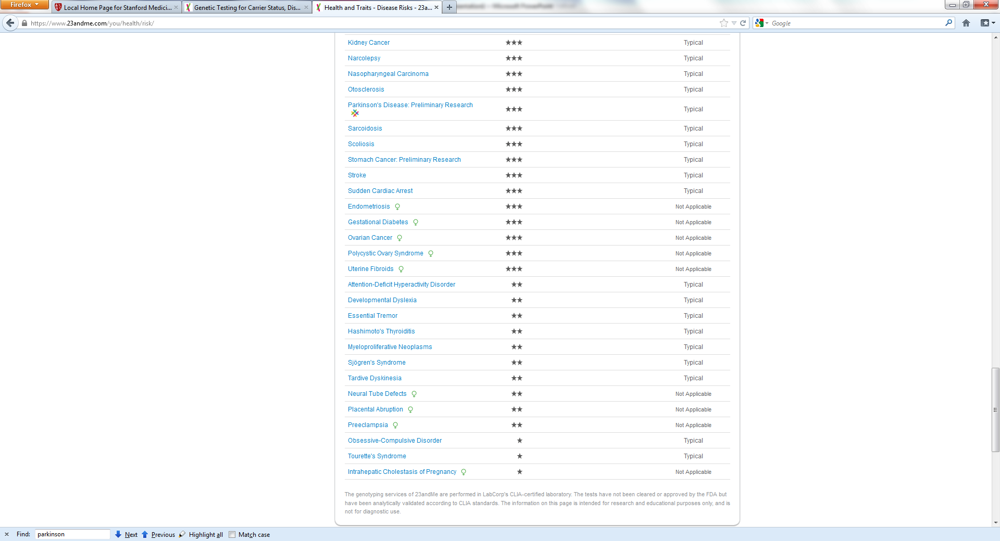 Firefox
Local Home Page for Stanford Medici...
Genetic Testing for Carrier Status, Dis...
Health and Traits - Disease Risks - 23a...
Microsoft PowerPoint
https://www.23andme.com/you/health/risk/
Google
Kidney Cancer ★★★ Typical
Narcolepsy ★★★ Typical
Nasopharyngeal Carcinoma ★★★ Typical
Otosclerosis ★★★ Typical
Parkinson's Disease: Preliminary Research ★★★ Typical
Sarcoidosis ★★★ Typical
Scoliosis ★★★ Typical
Stomach Cancer: Preliminary Research ★★★ Typical
Stroke ★★★ Typical
Sudden Cardiac Arrest ★★★ Typical
Endometriosis ♀ ★★★ Not Applicable
Gestational Diabetes ♀ ★★★ Not Applicable
Ovarian Cancer ♀ ★★★ Not Applicable
Polycystic Ovary Syndrome ♀ ★★★ Not Applicable
Uterine Fibroids ♀ ★★★ Not Applicable
Attention-Deficit Hyperactivity Disorder ★★ Typical
Developmental Dyslexia ★★ Typical
Essential Tremor ★★ Typical
Hashimoto's Thyroiditis ★★ Typical
Myeloproliferative Neoplasms ★★ Typical
Sjögren's Syndrome ★★ Typical
Tardive Dyskinesia ★★ Typical
Neural Tube Defects ♀ ★★ Not Applicable
Placental Abruption ♀ ★★ Not Applicable
Preeclampsia ♀ ★★ Not Applicable
Obsessive-Compulsive Disorder ★ Typical
Tourette's Syndrome ★ Typical
Intrahepatic Cholestasis of Pregnancy ♀ ★ Not Applicable
The genotyping services of 23andMe are performed in LabCorp's CLIA-certified laboratory. The tests have not been cleared or approved by the FDA but
have been analytically validated according to CLIA standards. The information on this page is intended for research and educational purposes only, and is
not for diagnostic use.
Find: parkinson Next Previous Highlight all Match case